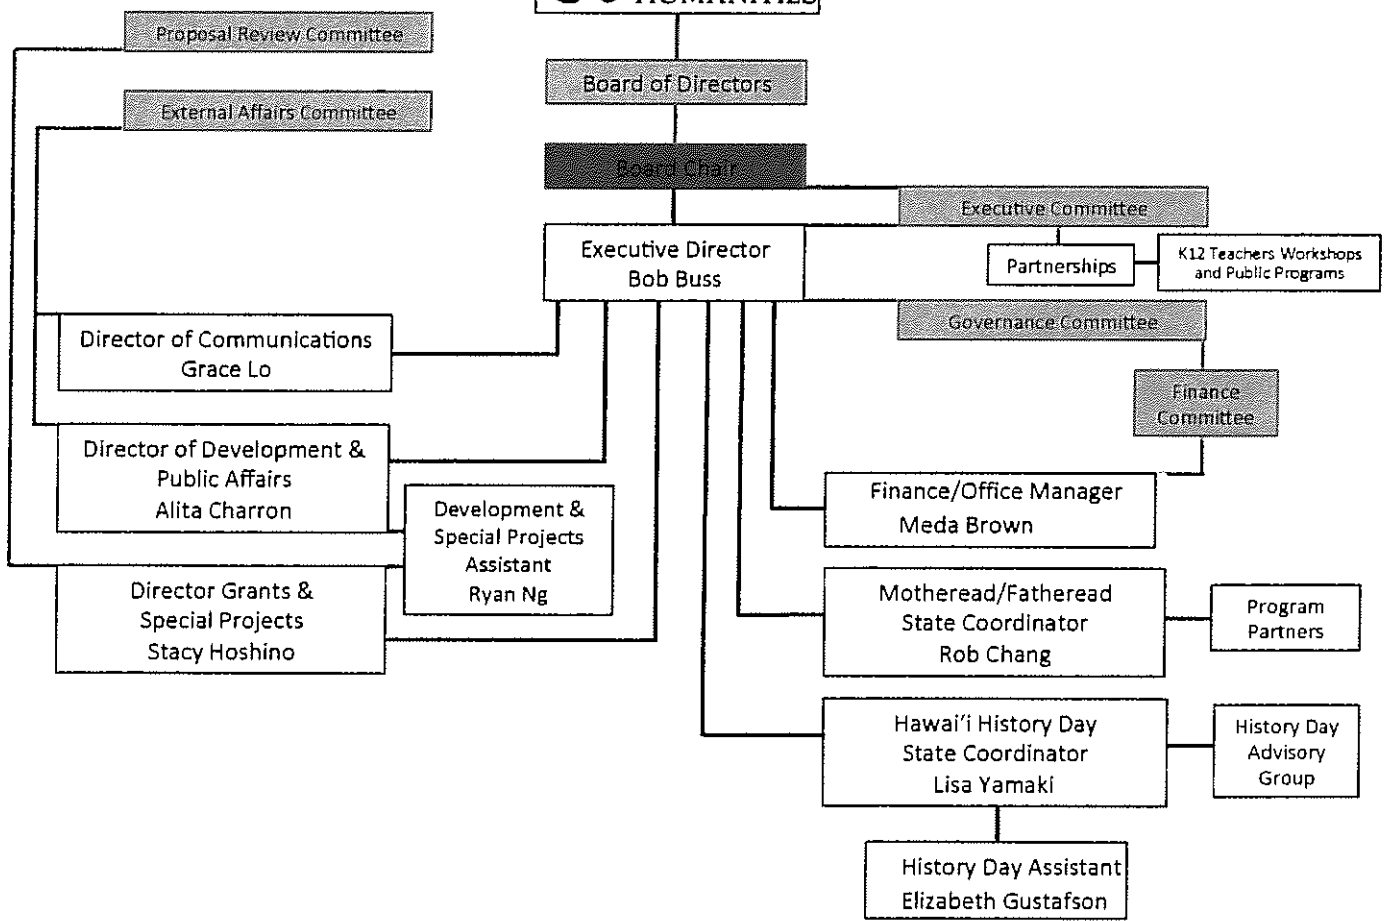 HUMANITIES
Proposal Review Committee
Board of Directors
External Affairs Committee
Board Chair
Executive Committee
Executive Director
Bob Buss
Partnerships
K12 Teachers Workshops
and Public Programs
Governance Committee
Director of Communications
Grace Lo
Finance
Committee
Director of Development &
Public Affairs
Alita Charron
Development &
Special Projects
Assistant
Ryan Ng
Finance/Office Manager
Meda Brown
Director Grants &
Special Projects
Stacy Hoshino
Motheread/Fatheread
State Coordinator
Rob Chang
Program
Partners
Hawai'i History Day
State Coordinator
Lisa Yamaki
History Day
Advisory
Group
History Day Assistant
Elizabeth Gustafson